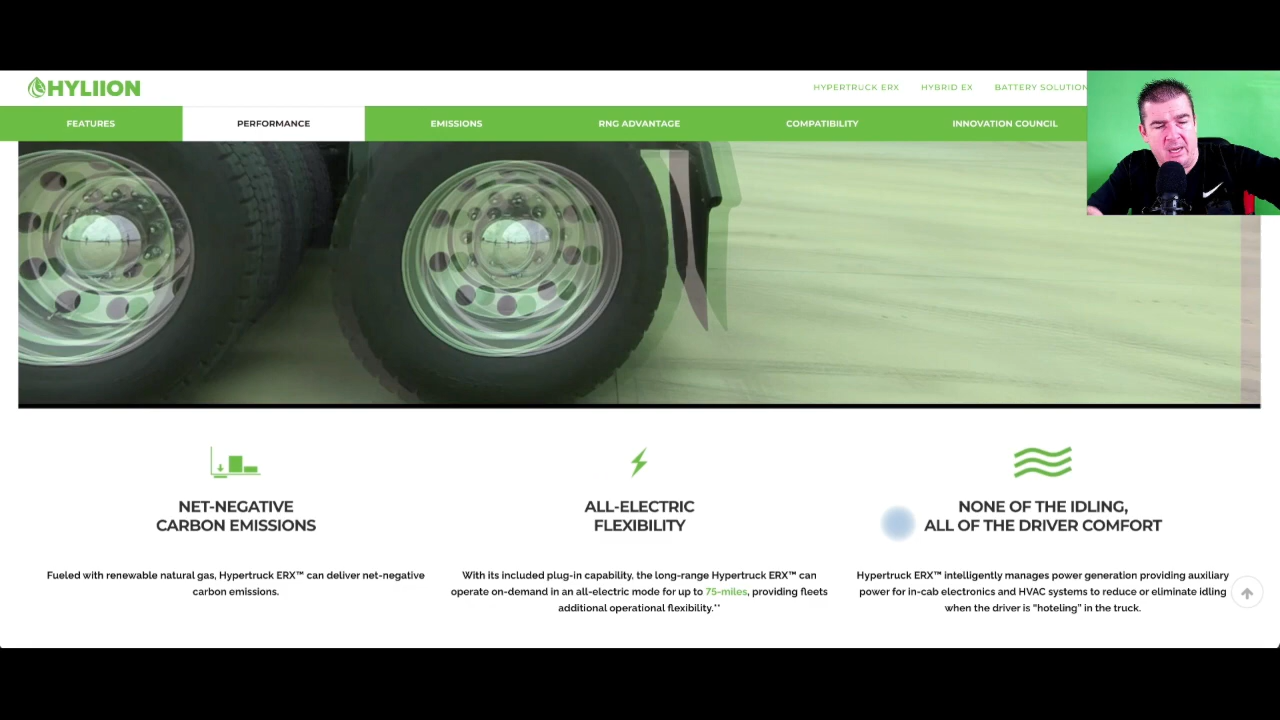 HYLIION
HYPERTRUCK ERX HYBRID EX BATTERY SOLUTION
FEATURES PERFORMANCE EMISSIONS RNG ADVANTAGE COMPATIBILITY INNOVATION COUNCIL
NET-NEGATIVE
CARBON EMISSIONS
Fueled with renewable natural gas, Hypertruck ERX™ can deliver net-negative
carbon emissions.
ALL-ELECTRIC
FLEXIBILITY
With its included plug-in capability, the long-range Hypertruck ERX™ can
operate on-demand in an all-electric mode for up to 75-miles, providing fleets
additional operational flexibility.**
NONE OF THE IDLING,
ALL OF THE DRIVER COMFORT
Hypertruck ERX™ intelligently manages power generation providing auxiliary
power for in-cab electronics and HVAC systems to reduce or eliminate idling
when the driver is "hoteling" in the truck.